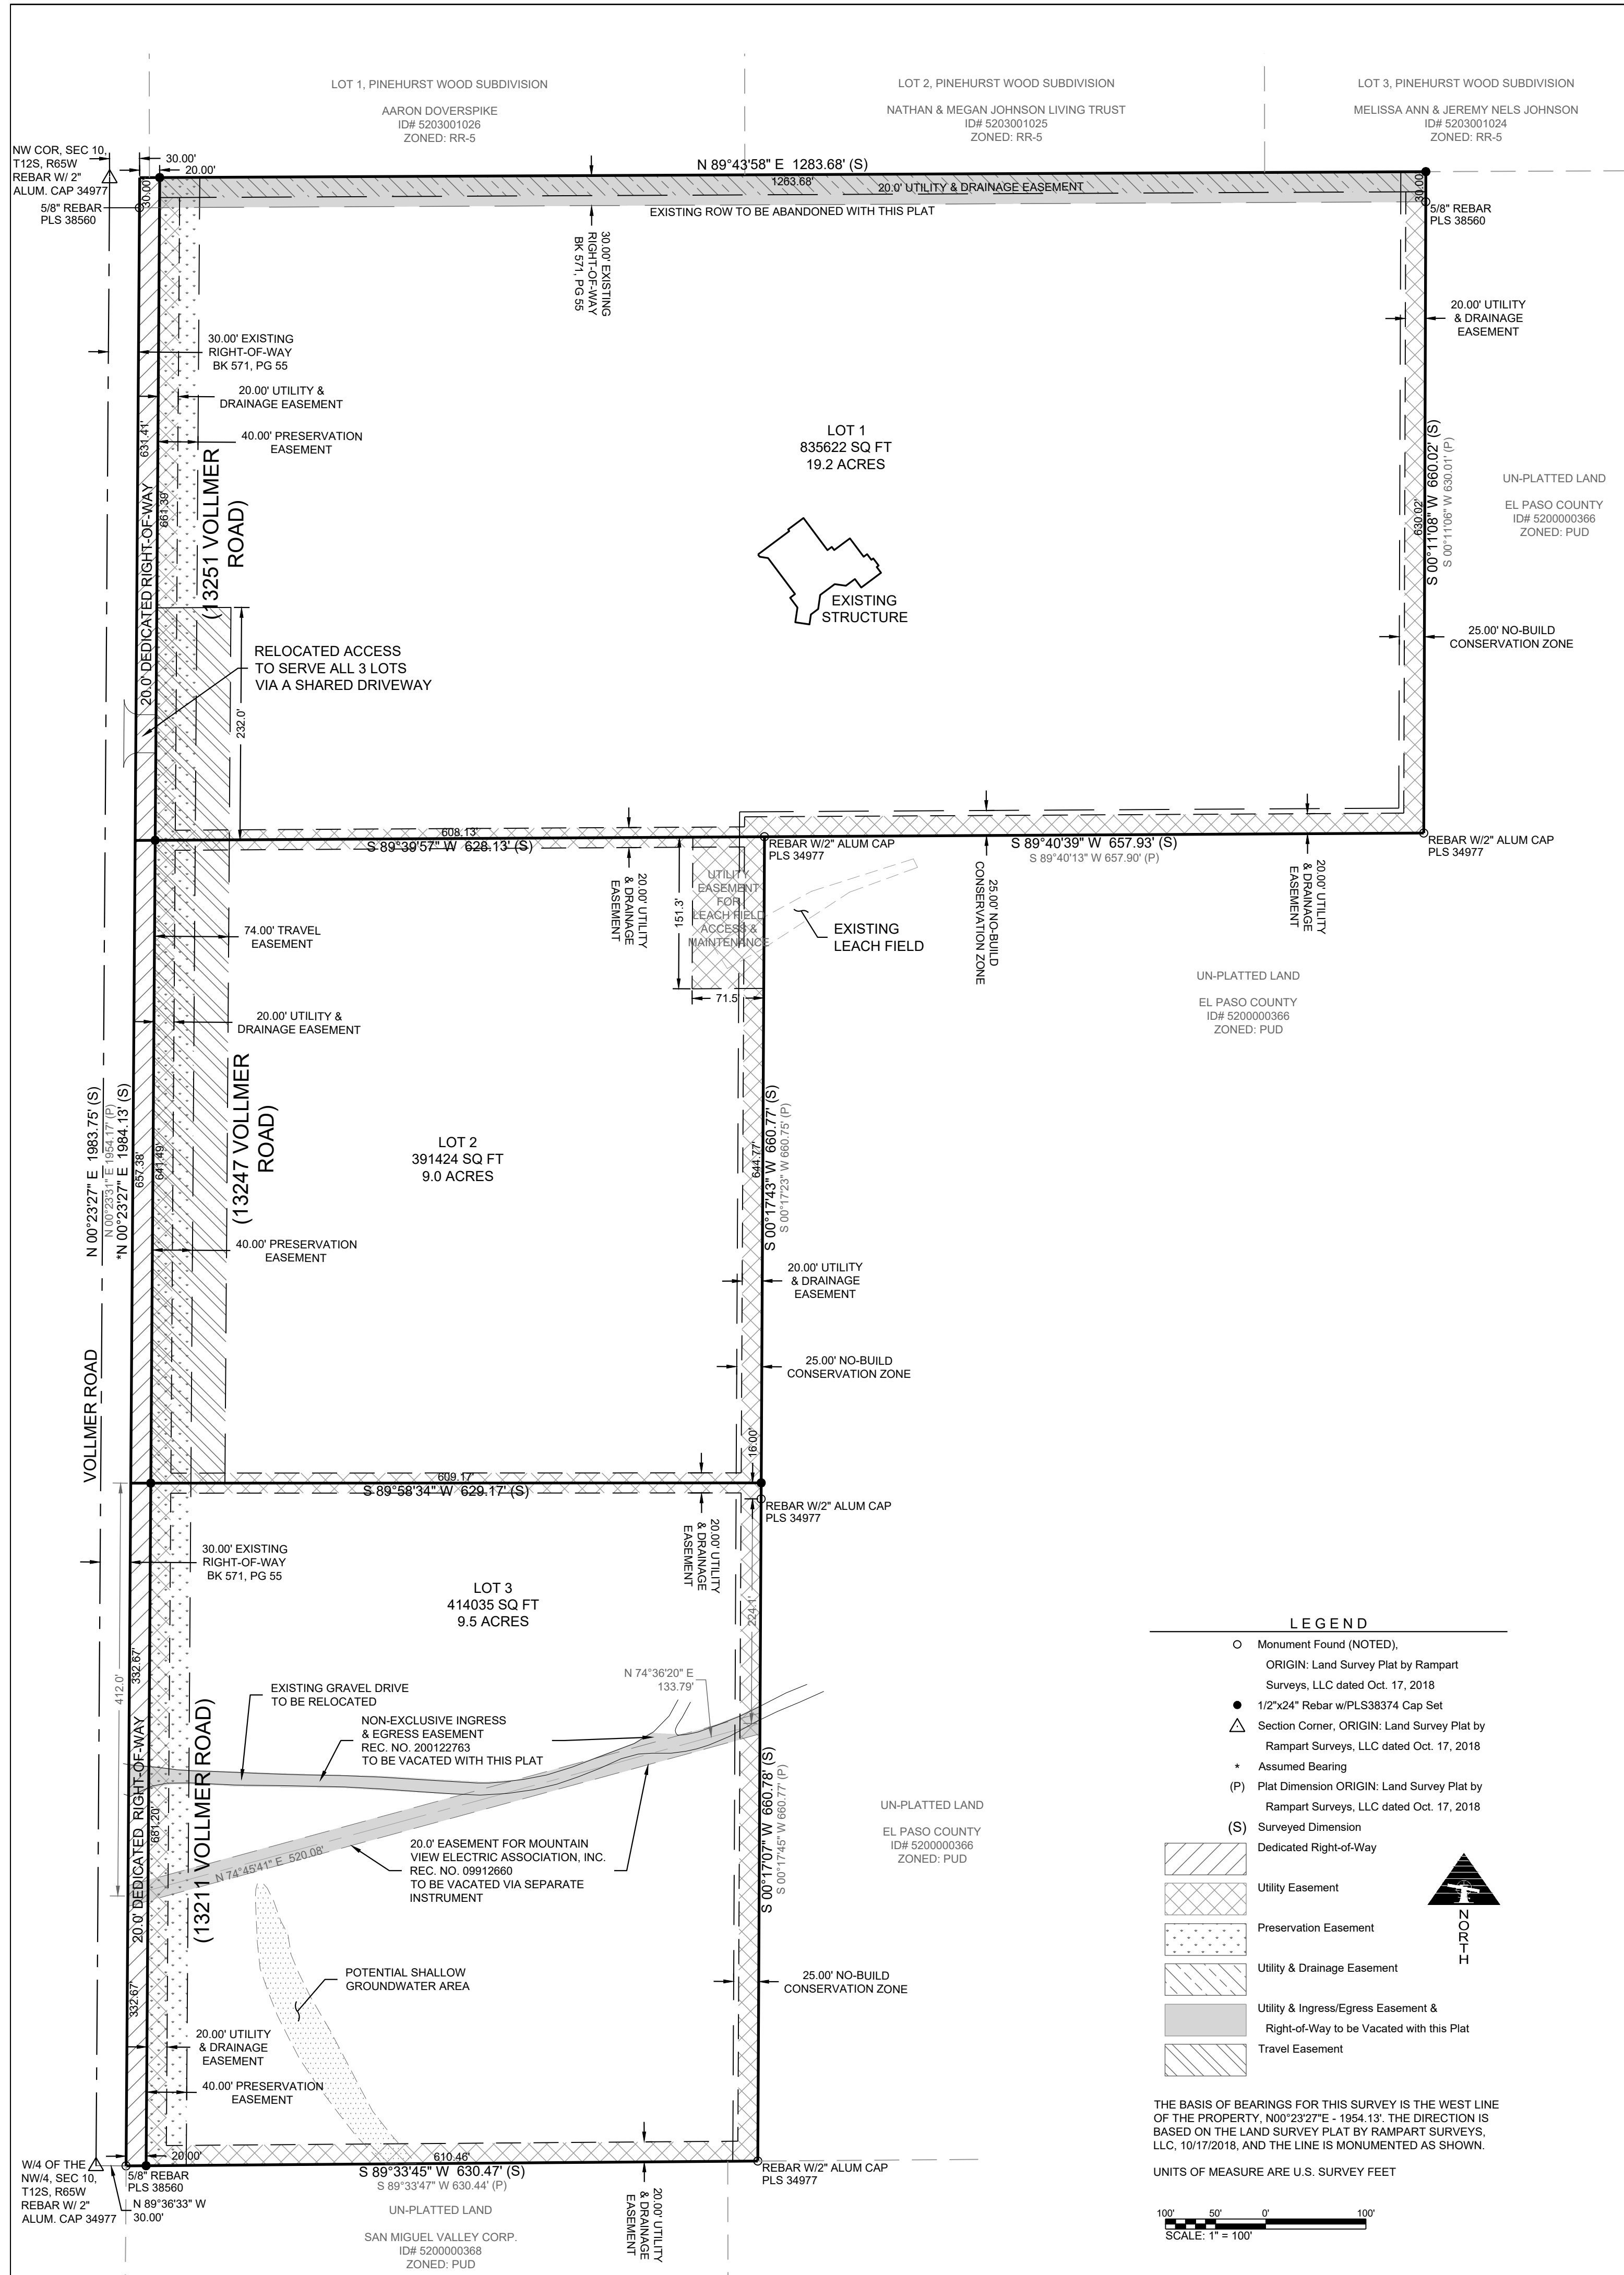 LOT 1, PINEHURST WOOD SUBDIVISION
AARON DOVERSPIKE
ID# 5203001026
ZONED: RR-5
LOT 2, PINEHURST WOOD SUBDIVISION
NATHAN & MEGAN JOHNSON LIVING TRUST
ID# 5203001025
ZONED: RR-5
LOT 3, PINEHURST WOOD SUBDIVISION
MELISSA ANN & JEREMY NELS JOHNSON
ID# 5203001024
ZONED: RR-5
NW COR, SEC 10,
T12S, R65W
REBAR W/ 2"
ALUM. CAP 34977
5/8" REBAR
PLS 38560
30.00'
20.00'
30.00'
N 89°43'58" E 1283.68' (S)
1263.68'
20.0' UTILITY & DRAINAGE EASEMENT
EXISTING ROW TO BE ABANDONED WITH THIS PLAT
30.00'
5/8" REBAR
PLS 38560
30.00' EXISTING
RIGHT-OF-WAY
BK 571, PG 55
20.00' UTILITY
& DRAINAGE
EASEMENT
30.00' EXISTING
RIGHT-OF-WAY
BK 571, PG 55
20.00' UTILITY &
DRAINAGE EASEMENT
40.00' PRESERVATION
EASEMENT
631.41'
661.39'
20.0' DEDICATED RIGHT-OF-WAY
(13251 VOLLMER
ROAD)
LOT 1
835622 SQ FT
19.2 ACRES
EXISTING
STRUCTURE
630.02'
S 00°11'08" W 660.02' (S)
S 00°11'06" W 630.01' (P)
UN-PLATTED LAND
EL PASO COUNTY
ID# 5200000366
ZONED: PUD
25.00' NO-BUILD
CONSERVATION ZONE
RELOCATED ACCESS
TO SERVE ALL 3 LOTS
VIA A SHARED DRIVEWAY
232.0'
608.13'
S 89°39'57" W 628.13' (S)
REBAR W/2" ALUM CAP
PLS 34977
S 89°40'39" W 657.93' (S)
S 89°40'13" W 657.90' (P)
REBAR W/2" ALUM CAP
PLS 34977
20.00' UTILITY
& DRAINAGE
EASEMENT
151.3'
UTILITY
EASEMENT
FOR
LEACH FIELD
ACCESS &
MAINTENANCE
71.5'
EXISTING
LEACH FIELD
25.00' NO-BUILD
CONSERVATION ZONE
20.00' UTILITY
& DRAINAGE
EASEMENT
UN-PLATTED LAND
EL PASO COUNTY
ID# 5200000366
ZONED: PUD
74.00' TRAVEL
EASEMENT
20.00' UTILITY &
DRAINAGE EASEMENT
(13247 VOLLMER
ROAD)
N 00°23'27" E 1983.75' (S)
N 00°23'31" E 1954.17' (P)
*N 00°23'27" E 1984.13' (S)
657.38'
641.49'
LOT 2
391424 SQ FT
9.0 ACRES
644.77'
S 00°17'43" W 660.77' (S)
S 00°17'23" W 660.75' (P)
40.00' PRESERVATION
EASEMENT
20.00' UTILITY
& DRAINAGE
EASEMENT
25.00' NO-BUILD
CONSERVATION ZONE
VOLLMER ROAD
16.00'
609.17'
S 89°58'34" W 629.17' (S)
REBAR W/2" ALUM CAP
PLS 34977
20.00' UTILITY
& DRAINAGE
EASEMENT
30.00' EXISTING
RIGHT-OF-WAY
BK 571, PG 55
LOT 3
414035 SQ FT
9.5 ACRES
224.1'
412.0'
332.67'
N 74°36'20" E
133.79'
EXISTING GRAVEL DRIVE
TO BE RELOCATED
NON-EXCLUSIVE INGRESS
& EGRESS EASEMENT
REC. NO. 200122763
TO BE VACATED WITH THIS PLAT
20.0' DEDICATED RIGHT-OF-WAY
681.20'
(13211 VOLLMER ROAD)
S 00°17'07" W 660.78' (S)
S 00°17'45" W 660.77' (P)
N 74°45'41" E 520.08'
20.0' EASEMENT FOR MOUNTAIN
VIEW ELECTRIC ASSOCIATION, INC.
REC. NO. 09912660
TO BE VACATED VIA SEPARATE
INSTRUMENT
UN-PLATTED LAND
EL PASO COUNTY
ID# 5200000366
ZONED: PUD
POTENTIAL SHALLOW
GROUNDWATER AREA
25.00' NO-BUILD
CONSERVATION ZONE
332.67'
20.00' UTILITY
& DRAINAGE
EASEMENT
40.00' PRESERVATION
EASEMENT
W/4 OF THE
NW/4, SEC 10,
T12S, R65W
REBAR W/ 2"
ALUM. CAP 34977
20.00'
5/8" REBAR
PLS 38560
N 89°36'33" W
30.00'
610.46'
S 89°33'45" W 630.47' (S)
S 89°33'47" W 630.44' (P)
UN-PLATTED LAND
SAN MIGUEL VALLEY CORP.
ID# 5200000368
ZONED: PUD
20.00' UTILITY
& DRAINAGE
EASEMENT
REBAR W/2" ALUM CAP
PLS 34977
LEGEND
Monument Found (NOTED),
ORIGIN: Land Survey Plat by Rampart
Surveys, LLC dated Oct. 17, 2018
1/2"x24" Rebar w/PLS38374 Cap Set
Section Corner, ORIGIN: Land Survey Plat by
Rampart Surveys, LLC dated Oct. 17, 2018
* Assumed Bearing
(P) Plat Dimension ORIGIN: Land Survey Plat by
Rampart Surveys, LLC dated Oct. 17, 2018
(S) Surveyed Dimension
Dedicated Right-of-Way
Utility Easement
Preservation Easement
Utility & Drainage Easement
Utility & Ingress/Egress Easement &
Right-of-Way to be Vacated with this Plat
Travel Easement
NORTH
THE BASIS OF BEARINGS FOR THIS SURVEY IS THE WEST LINE
OF THE PROPERTY, N00°23'27"E - 1954.13'. THE DIRECTION IS
BASED ON THE LAND SURVEY PLAT BY RAMPART SURVEYS,
LLC, 10/17/2018, AND THE LINE IS MONUMENTED AS SHOWN.
UNITS OF MEASURE ARE U.S. SURVEY FEET
100' 50' 0' 100'
SCALE: 1" = 100'